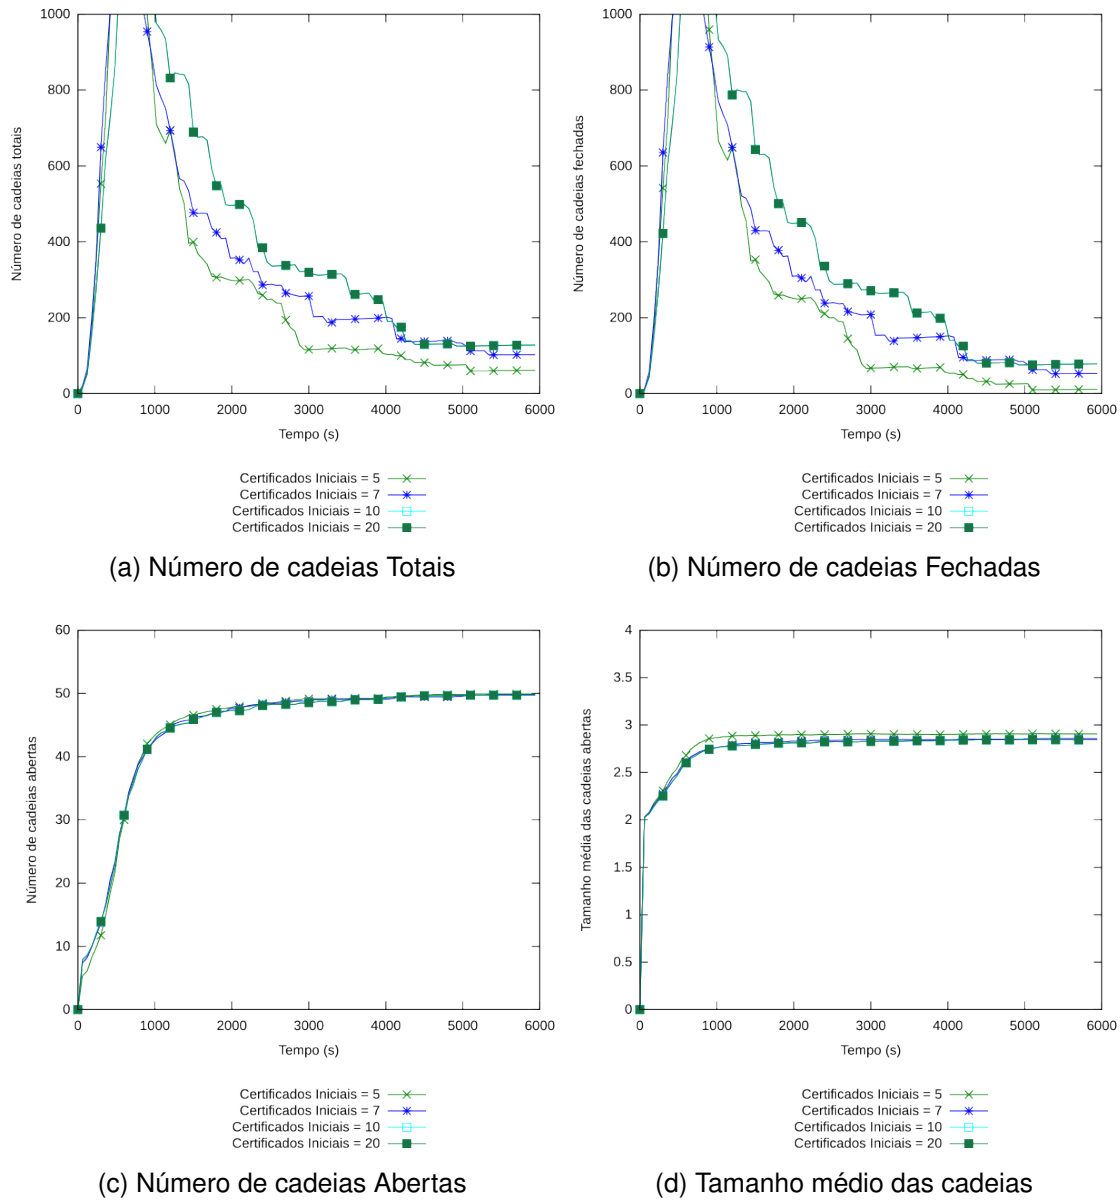 1000
800
600
400
200
0
Número de cadeias totais
0 1000 2000 3000 4000 5000 6000
Tempo (s)
Certificados Iniciais = 5
Certificados Iniciais = 7
Certificados Iniciais = 10
Certificados Iniciais = 20
(a) Número de cadeias Totais
1000
800
600
400
200
0
Número de cadeias fechadas
0 1000 2000 3000 4000 5000 6000
Tempo (s)
Certificados Iniciais = 5
Certificados Iniciais = 7
Certificados Iniciais = 10
Certificados Iniciais = 20
(b) Número de cadeias Fechadas
60
50
40
30
20
10
0
Número de cadeias abertas
0 1000 2000 3000 4000 5000 6000
Tempo (s)
Certificados Iniciais = 5
Certificados Iniciais = 7
Certificados Iniciais = 10
Certificados Iniciais = 20
(c) Número de cadeias Abertas
4
3.5
3
2.5
2
1.5
1
0.5
0
Tamanho média das cadeias abertas
0 1000 2000 3000 4000 5000 6000
Tempo (s)
Certificados Iniciais = 5
Certificados Iniciais = 7
Certificados Iniciais = 10
Certificados Iniciais = 20
(d) Tamanho médio das cadeias